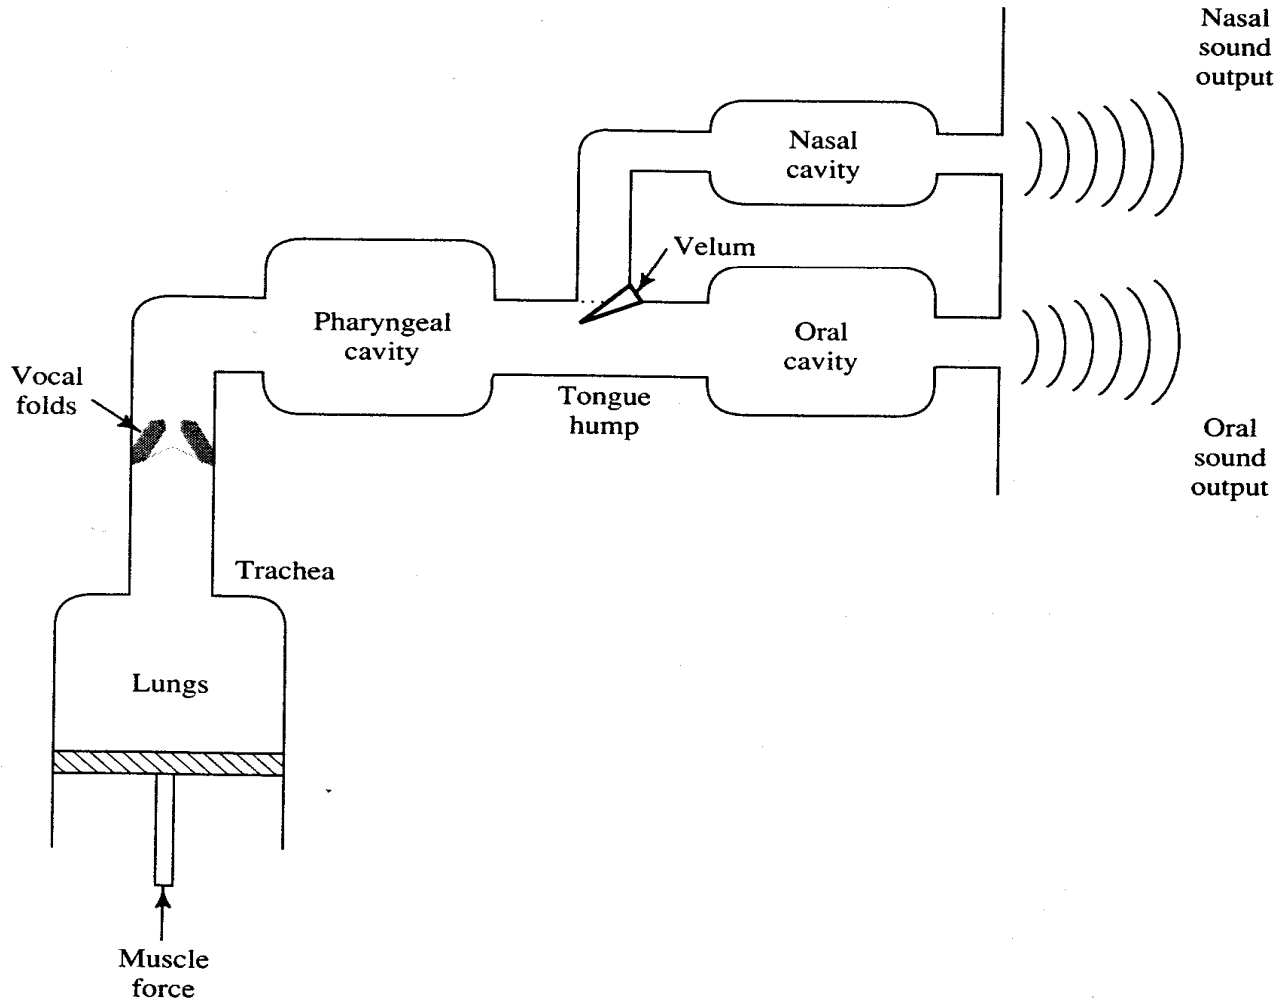 Nasal
sound
output
Nasal
cavity
Velum
Pharyngeal
cavity
Oral
cavity
Vocal
folds
Tongue
hump
Oral
sound
output
Trachea
Lungs
Muscle
force